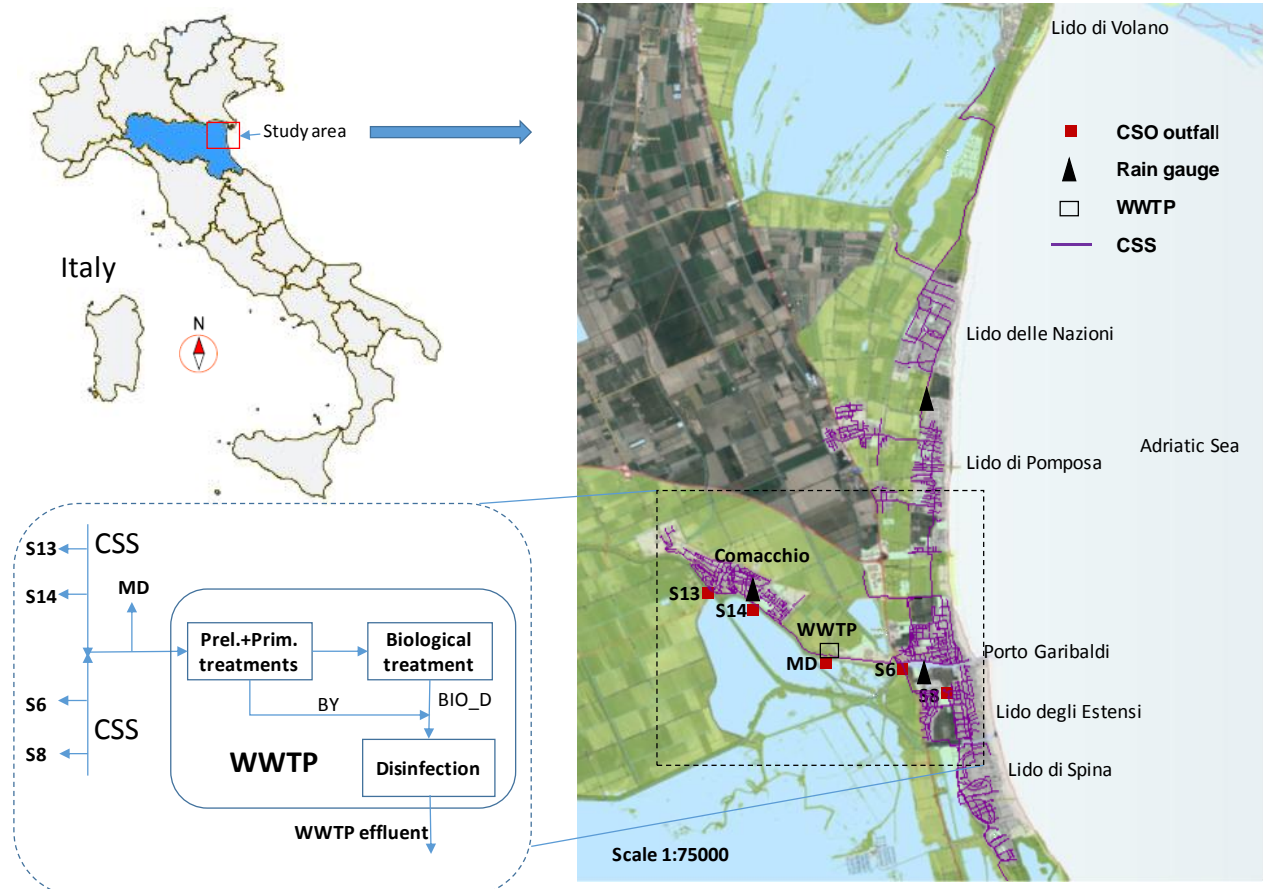 Study area
Italy
N
CSS
S13
MD
S14
Prel.+Prim.
treatments
Biological
treatment
S6
BY
BIO_D
CSS
S8
WWTP
Disinfection
WWTP effluent
Lido di Volano
CSO outfall
Rain gauge
WWTP
CSS
Lido delle Nazioni
Adriatic Sea
Lido di Pomposa
Comacchio
S13
S14
WWTP
MD
S6
Porto Garibaldi
S8
Lido degli Estensi
Lido di Spina
Scale 1:75000